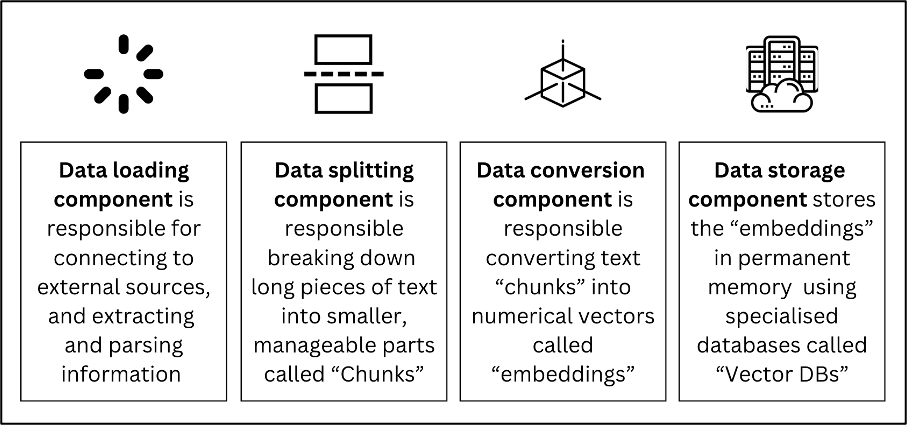 Data loading
component is
responsible for
connecting to
external sources,
and extracting
and parsing
information
Data splitting
component is
responsible
breaking down
long pieces of text
into smaller,
manageable parts
called “Chunks”
Data conversion
component is
responsible
converting text
“chunks” into
numerical vectors
called
“embeddings”
Data storage
component stores
the “embeddings”
in permanent
memory using
specialised
databases called
“Vector DBs”